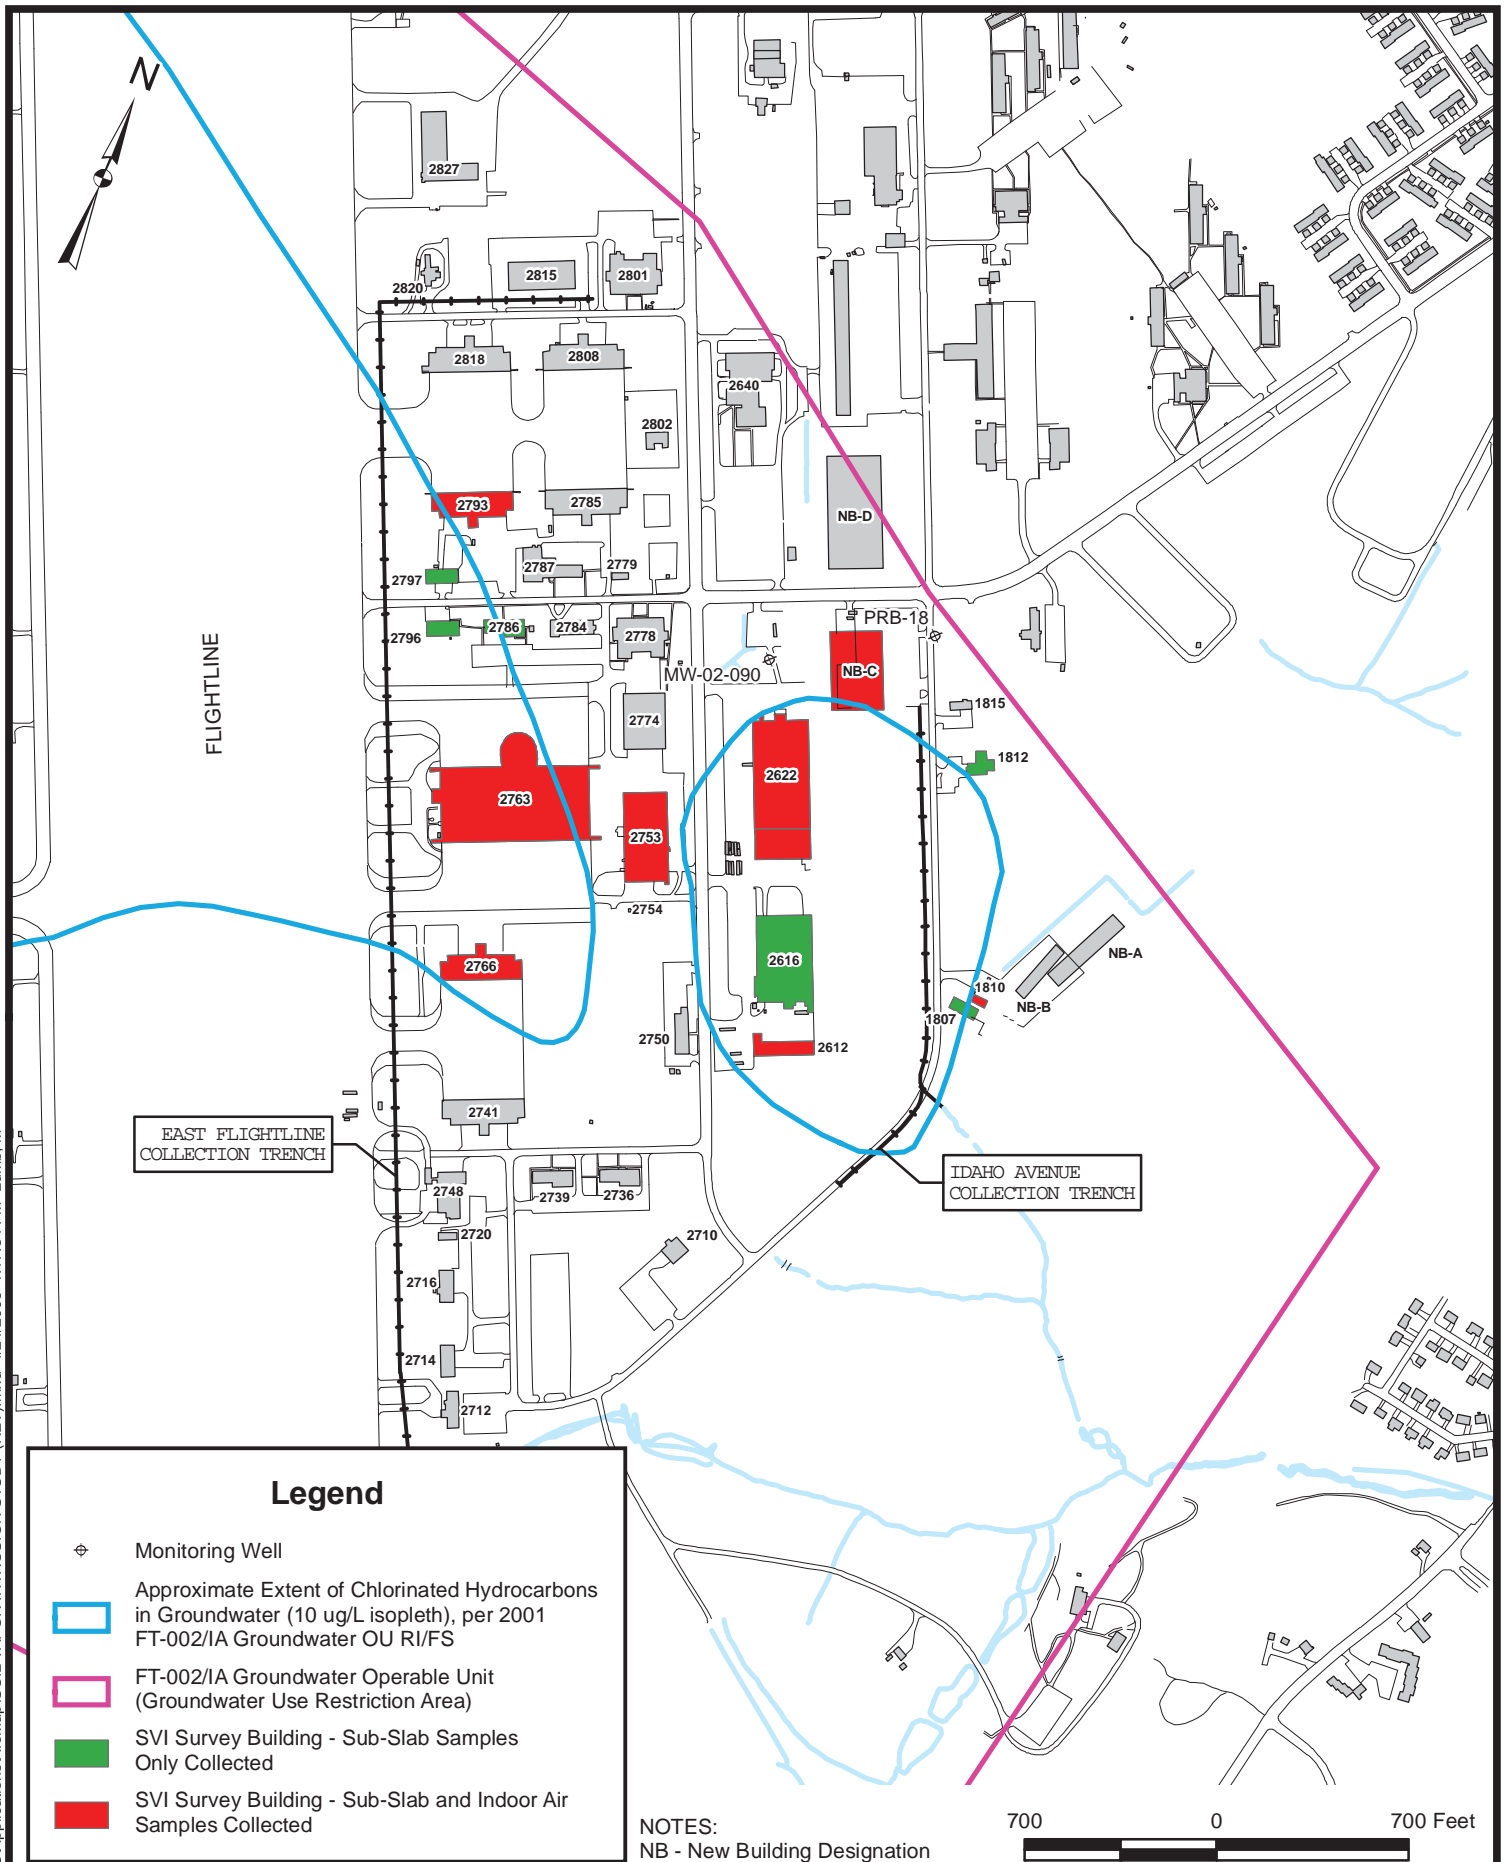 N
2827
2820
2815
2801
2818
2808
2640
2802
2793
2785
NB-D
2797
2787
2779
PRB-18
2796
2786
2784
2778
FLIGHTLINE
MW-02-090
NB-C
1815
2774
1812
2622
2763
2753
2754
2616
NB-A
2766
1810
NB-B
1807
2750
2612
2741
EAST FLIGHTLINE
COLLECTION TRENCH
IDAHO AVENUE
COLLECTION TRENCH
2748
2739
2736
2720
2710
2716
2714
2712
Legend
Monitoring Well
Approximate Extent of Chlorinated Hydrocarbons
in Groundwater (10 ug/L isopleth), per 2001
FT-002/IA Groundwater OU RI/FS
FT-002/IA Groundwater Operable Unit
(Groundwater Use Restriction Area)
SVI Survey Building - Sub-Slab Samples
Only Collected
SVI Survey Building - Sub-Slab and Indoor Air
Samples Collected
NOTES:
NB - New Building Designation
700 0 700 Feet